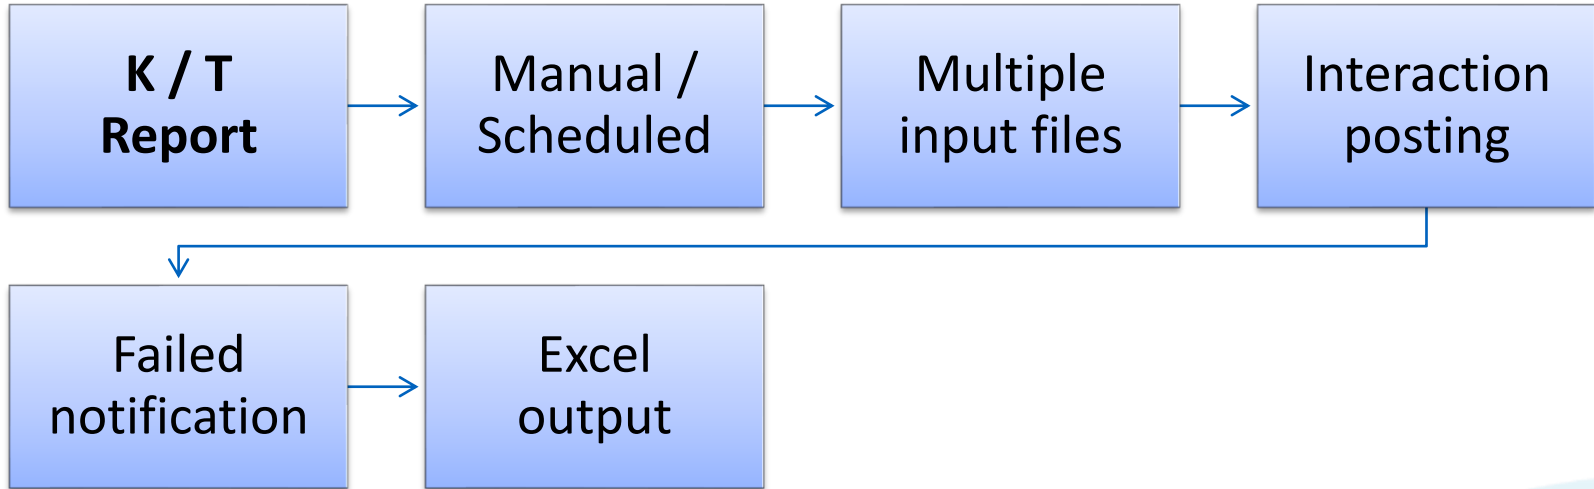 K / T
Report
Manual /
Scheduled
Multiple
input files
Interaction
posting
Failed
notification
Excel
output